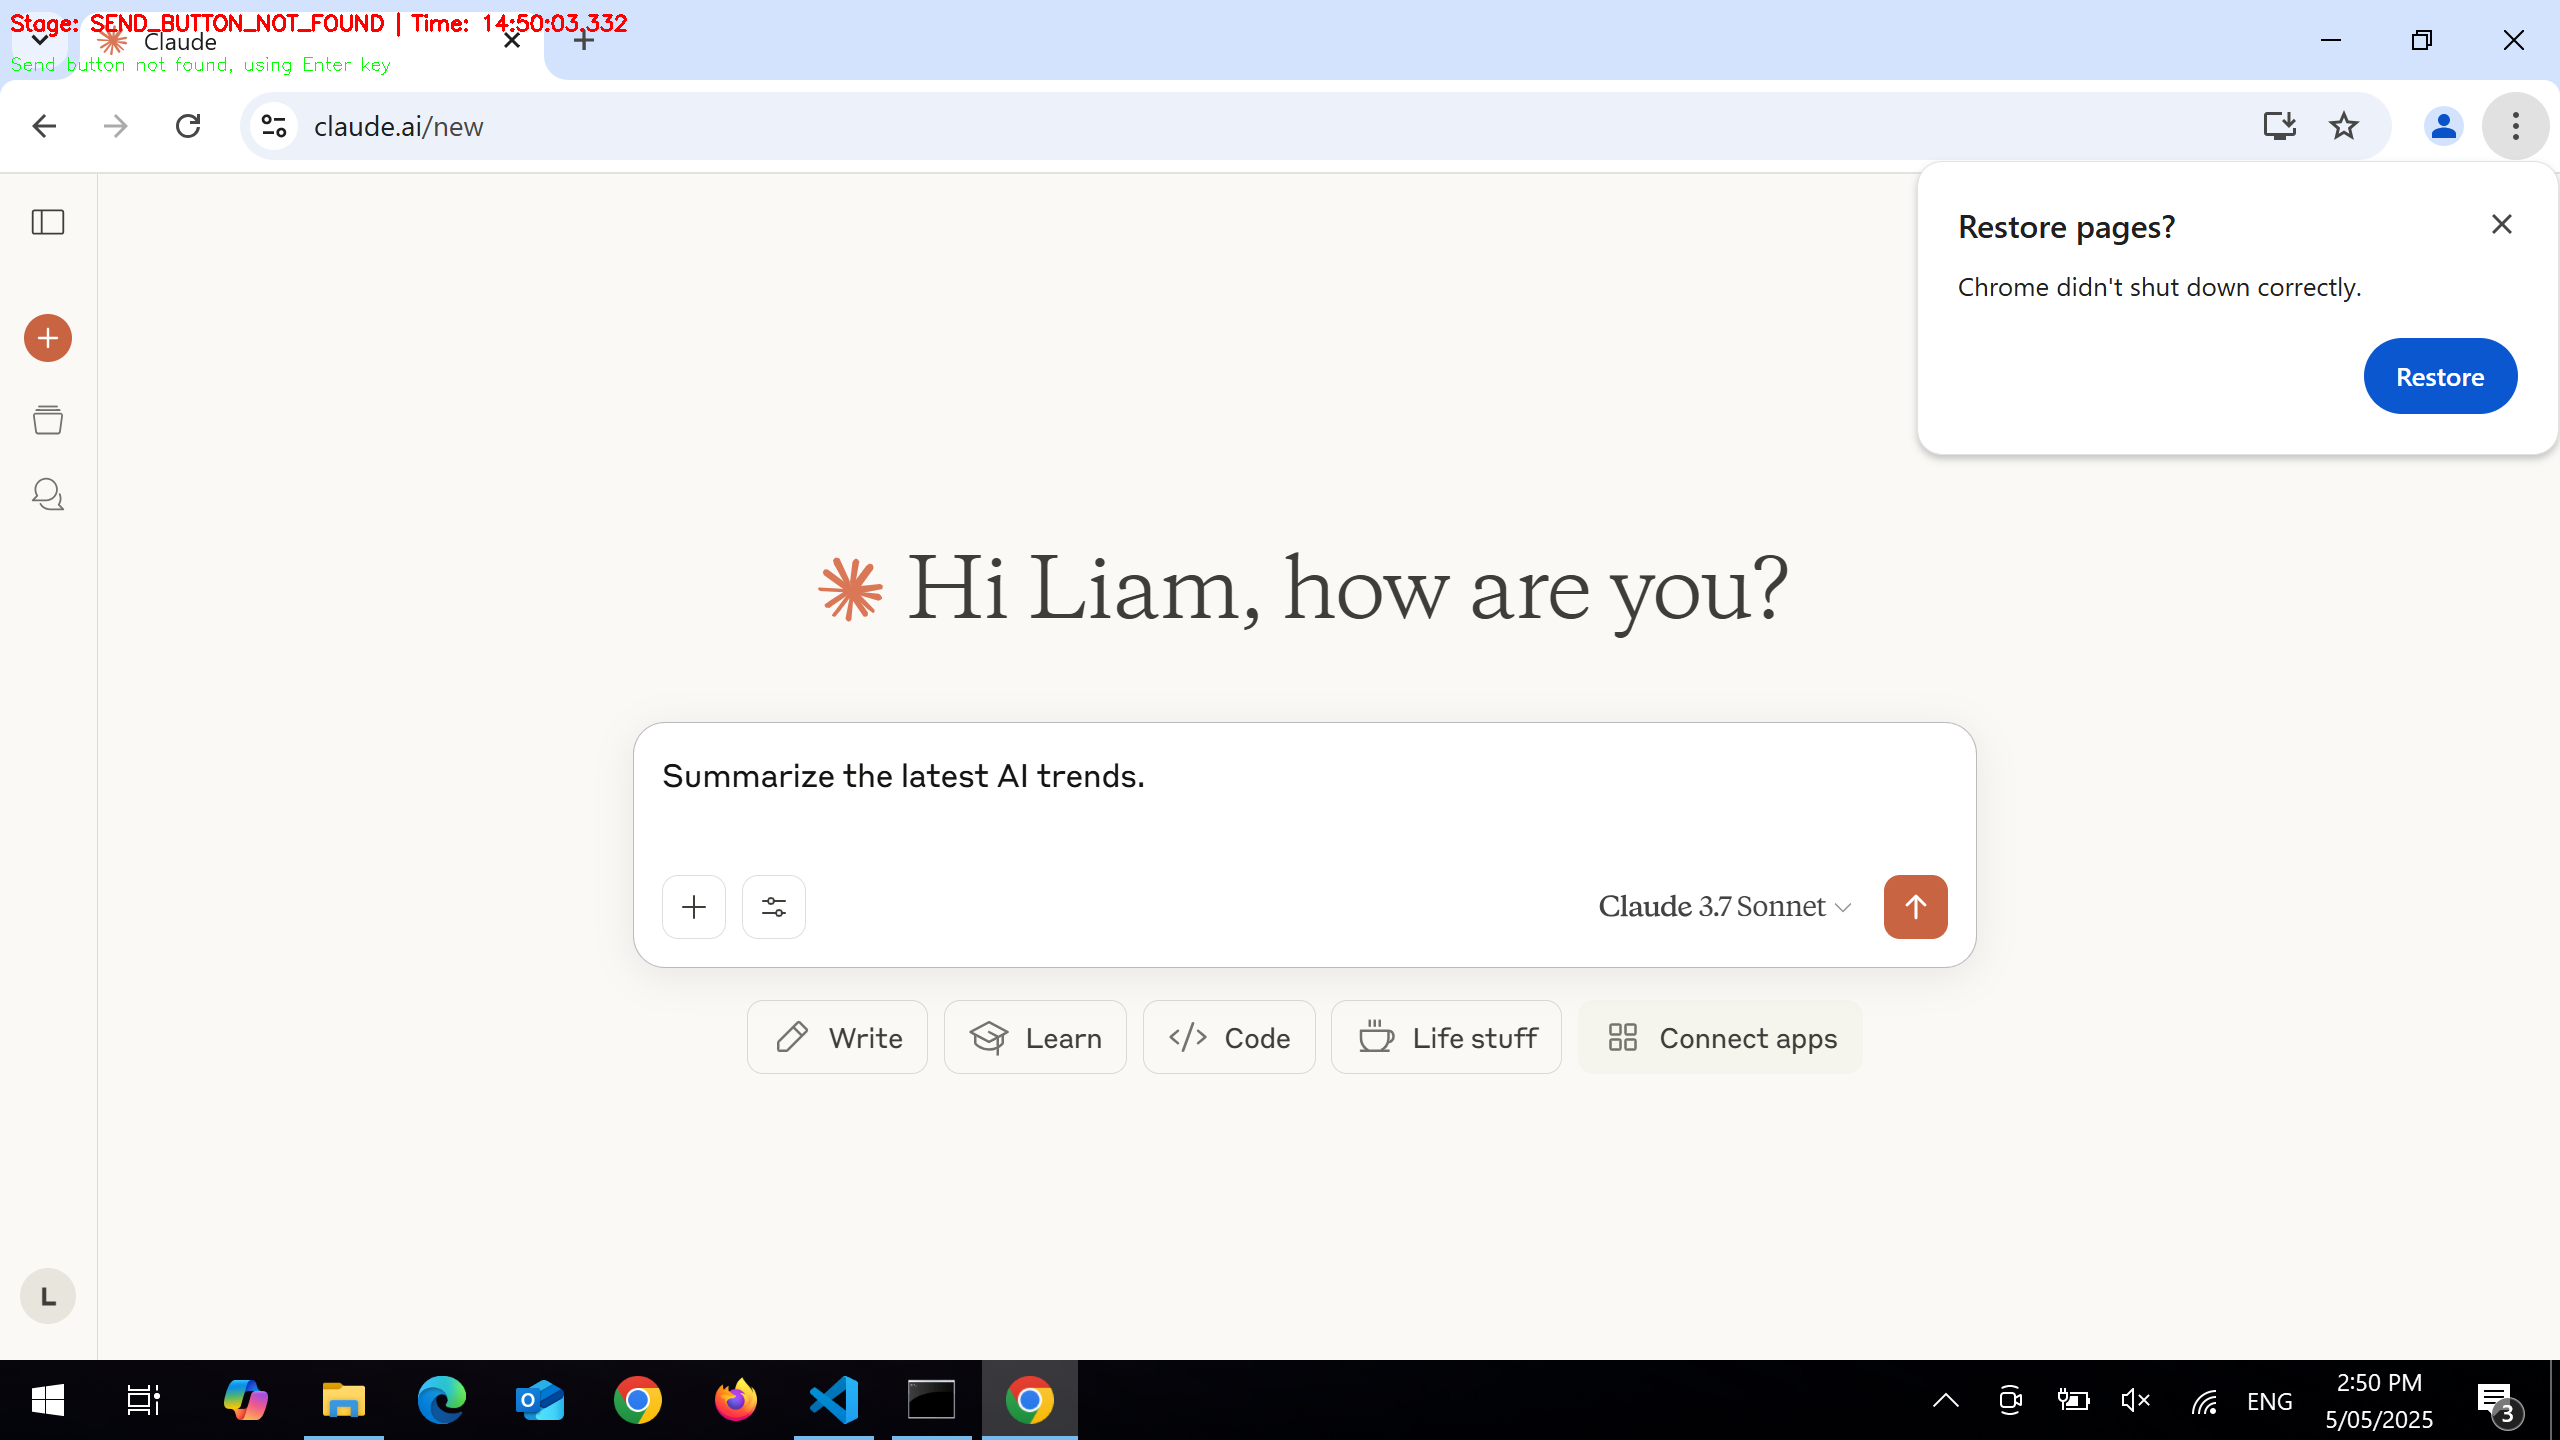 Stage: SEND_BUTTON_NOT_FOUND | Time: 14:50:03.332
Claude
Send button not found, using Enter key
claude.ai/new
Restore pages?
Chrome didn't shut down correctly.
Restore
Hi Liam, how are you?
Summarize the latest AI trends.
Claude 3.7 Sonnet
Write
Learn
Code
Life stuff
Connect apps
L
ENG
2:50 PM
5/05/2025
3